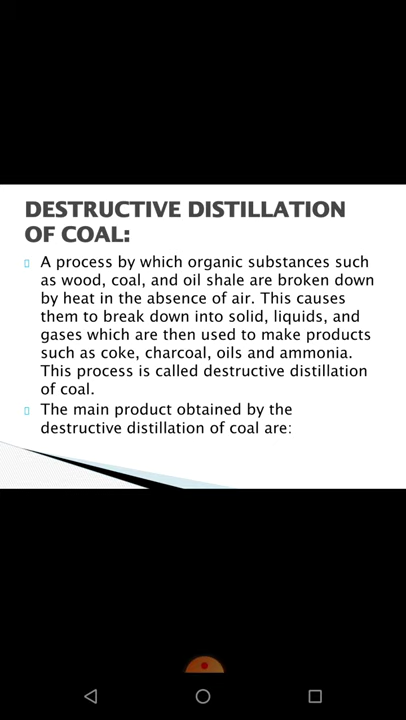 DESTRUCTIVE DISTILLATION
OF COAL:
A process by which organic substances such
as wood, coal, and oil shale are broken down
by heat in the absence of air. This causes
them to break down into solid, liquids, and
gases which are then used to make products
such as coke, charcoal, oils and ammonia.
This process is called destructive distillation
of coal.
The main product obtained by the
destructive distillation of coal are: